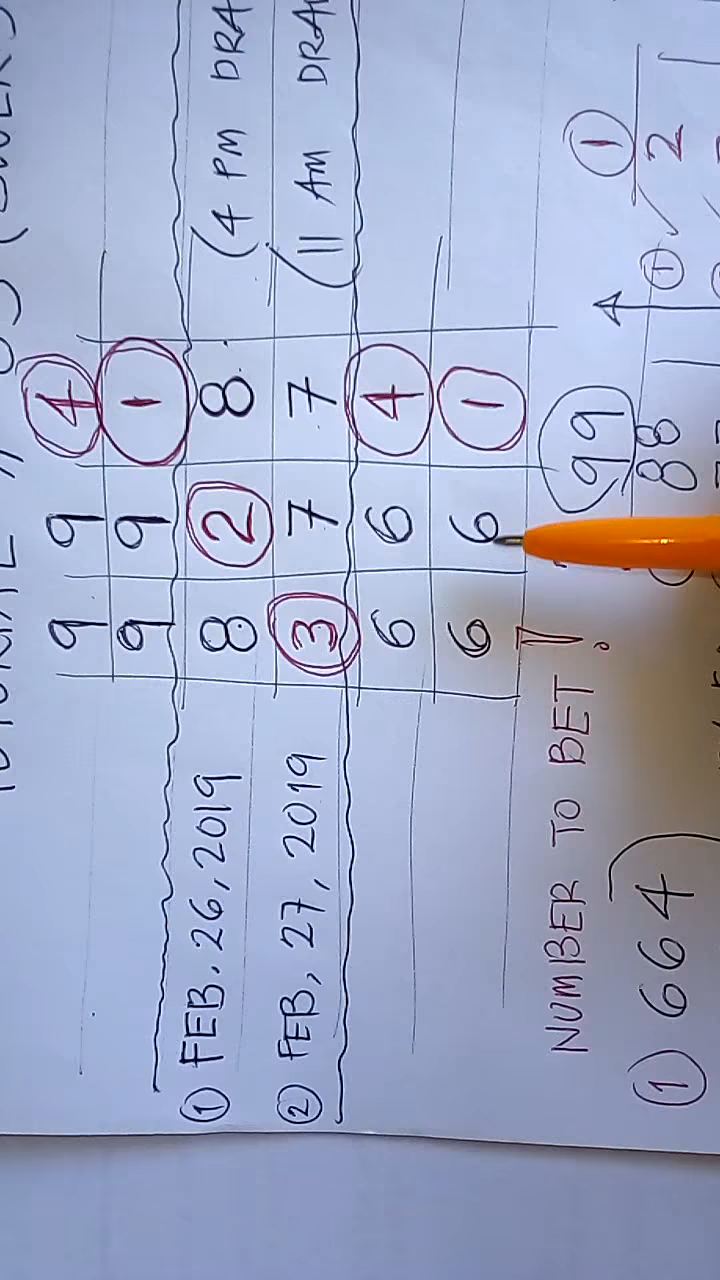 9 9 4
9 9 1
① FEB. 26, 2019 8 2 8 (4 PM DRA
② FEB, 27, 2019 3 7 7 (11 AM DRA
6 6 4
6 6 1
NUMBER TO BET! 99 1
① 664 88 ① 2